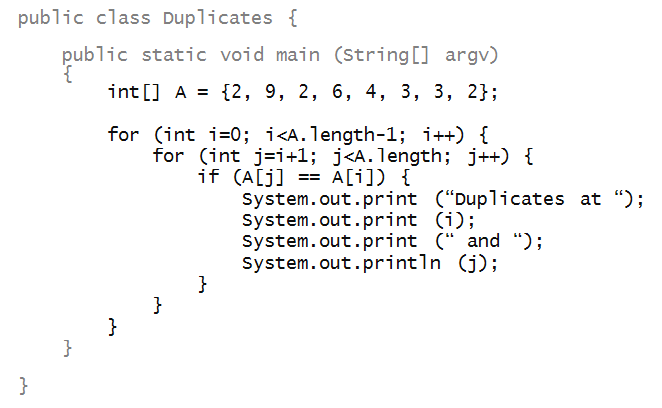 public class Duplicates {
public static void main (String[] argv)
{
int[] A = {2, 9, 2, 6, 4, 3, 3, 2};
for (int i=0; i<A.length-1; i++) {
for (int j=i+1; j<A.length; j++) {
if (A[j] == A[i]) {
System.out.print (“Duplicates at “);
System.out.print (i);
System.out.print (“ and “);
System.out.println (j);
}
}
}
}
}